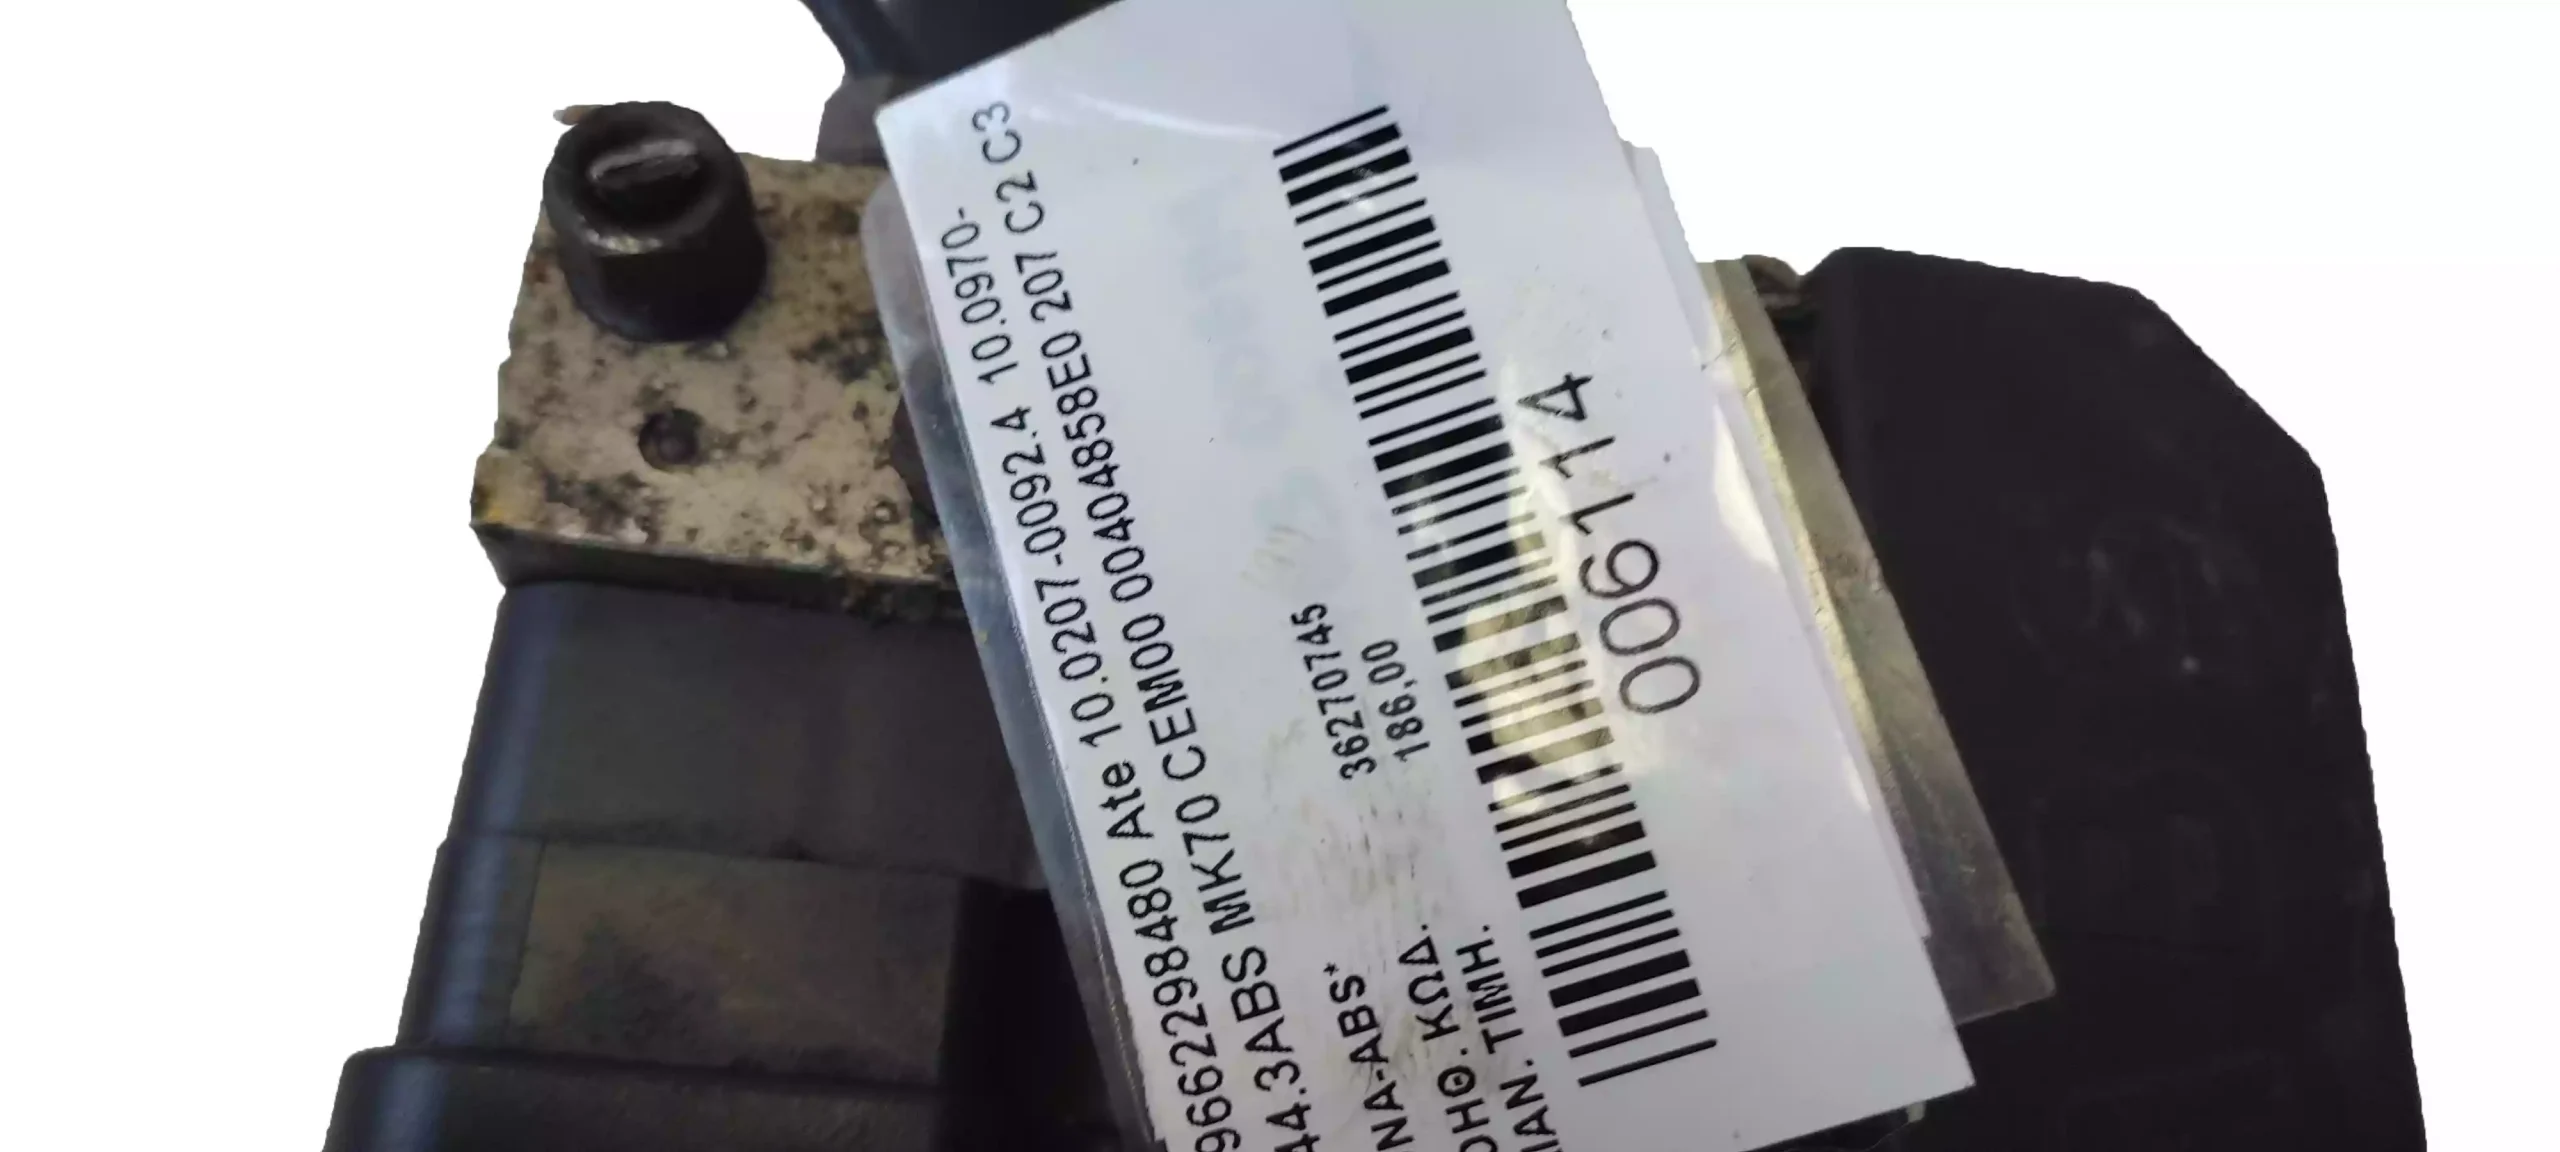 9662298480 Ate 10.0207-0092.4 10.0970-
44.3ABS MK70 CEM00 00404858E0 207 C2 C3
NA-ABS*
36270745
ΟΗΘ. ΚΩΔ.
186,00
ΙΑΝ. ΤΙΜΗ.
006114